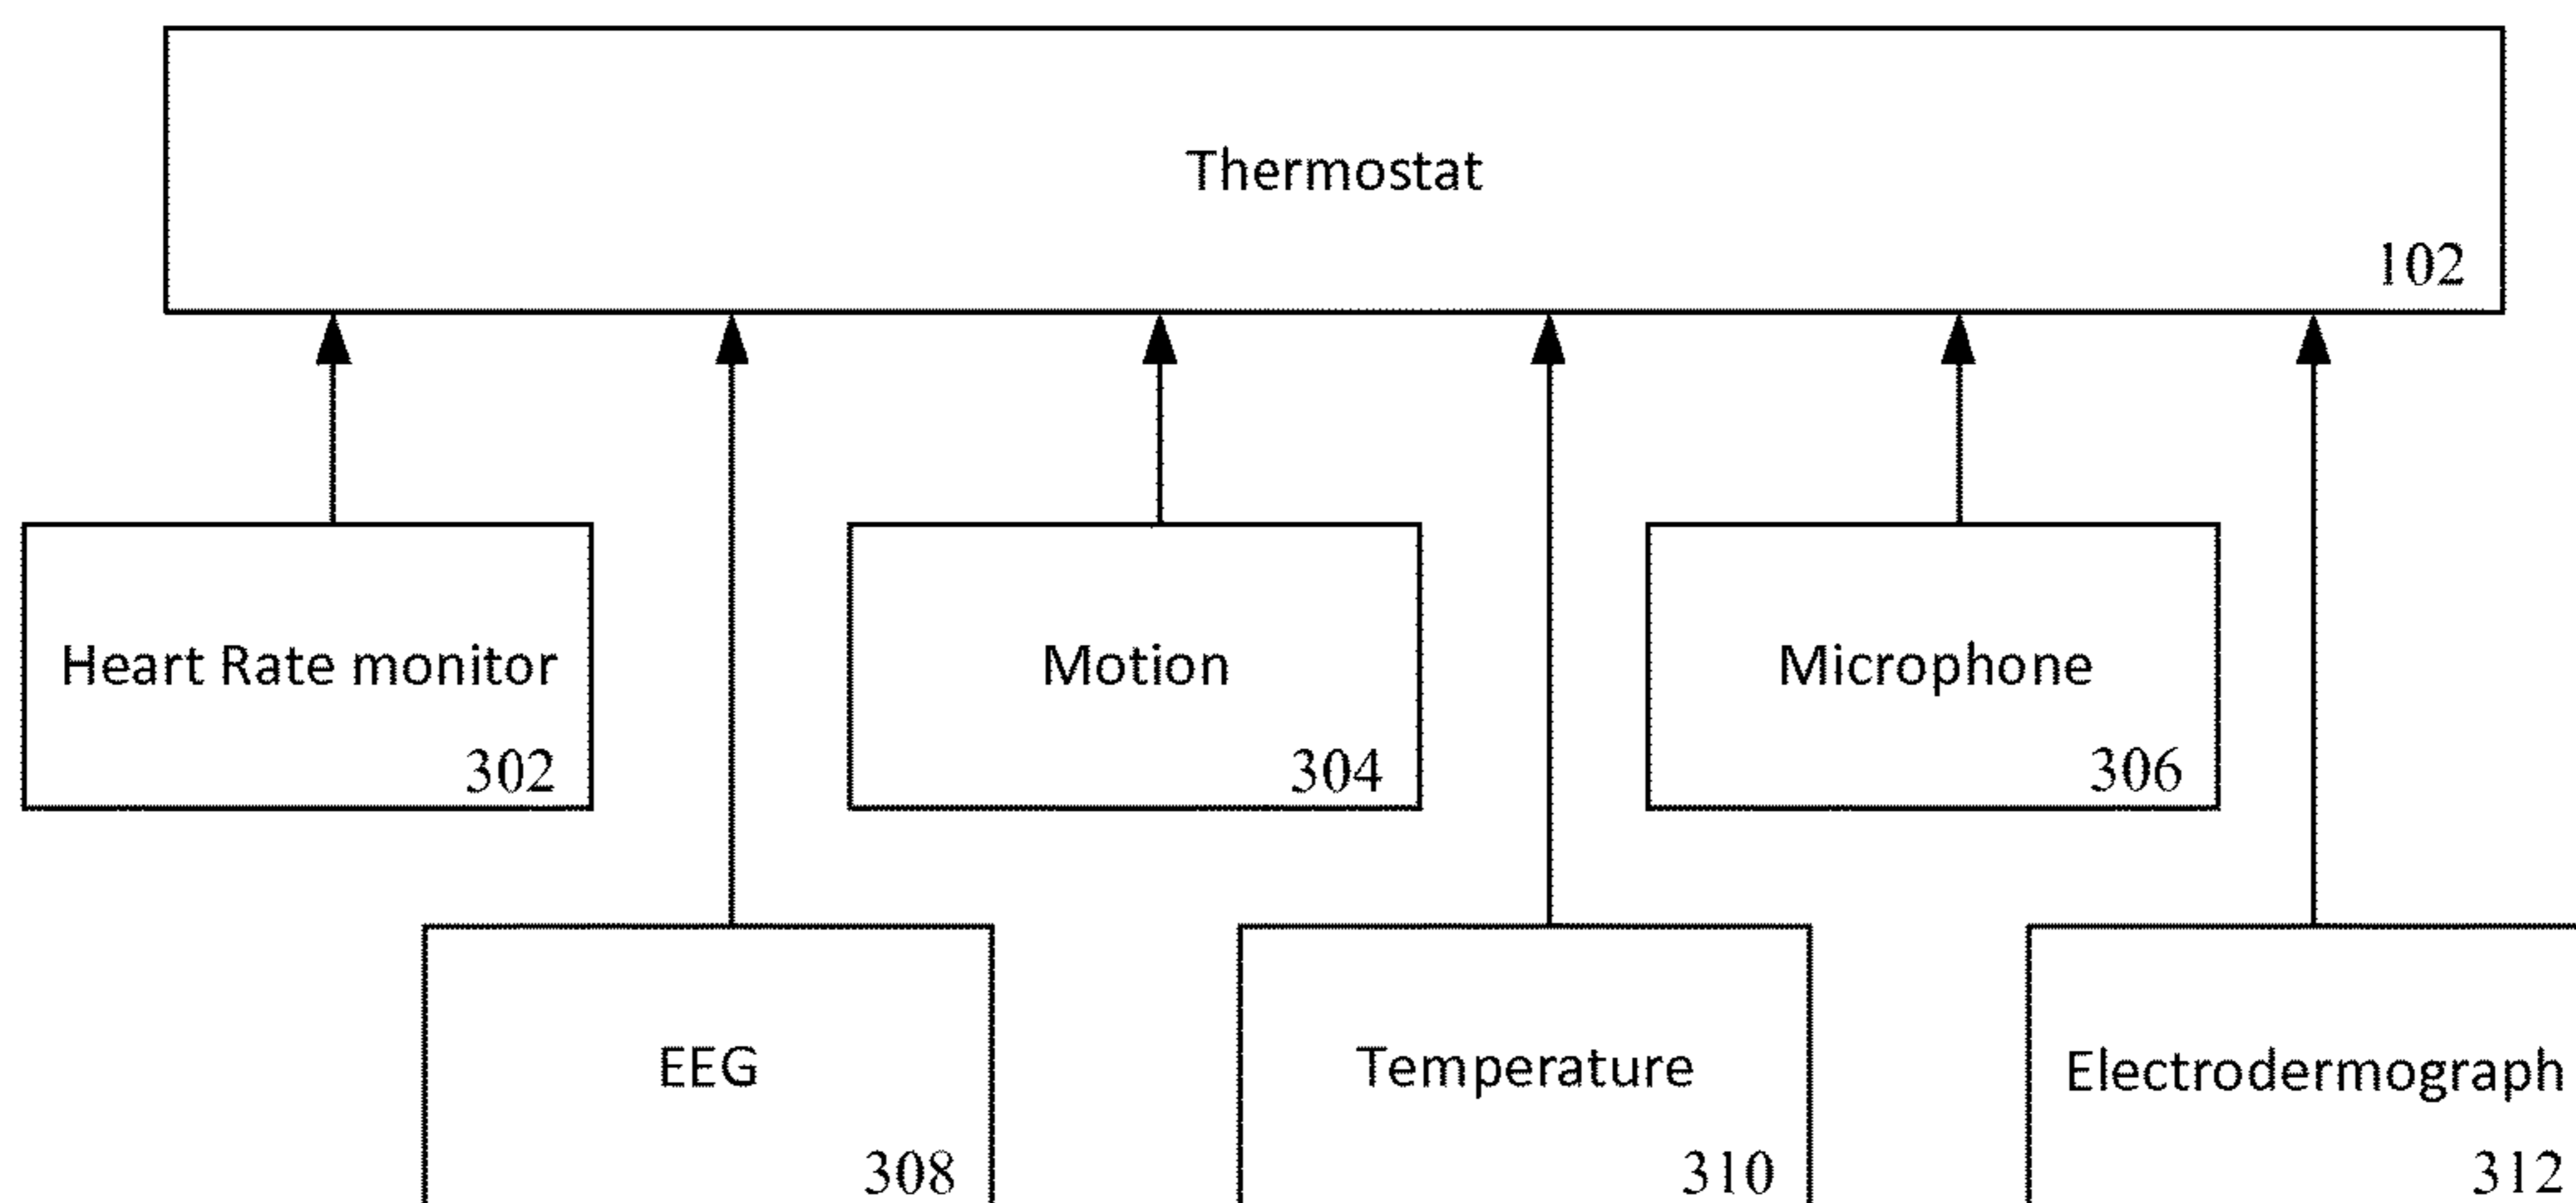 Thermostat
102
Heart Rate monitor
302
Motion
304
Microphone
306
EEG
308
Temperature
310
Electrodermograph
312